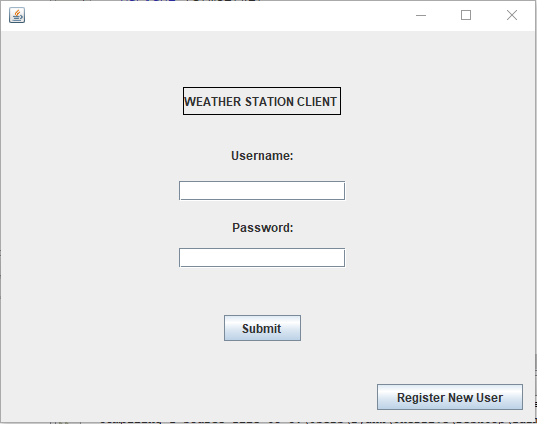 WEATHER STATION CLIENT
Username:
Password:
Submit
Register New User